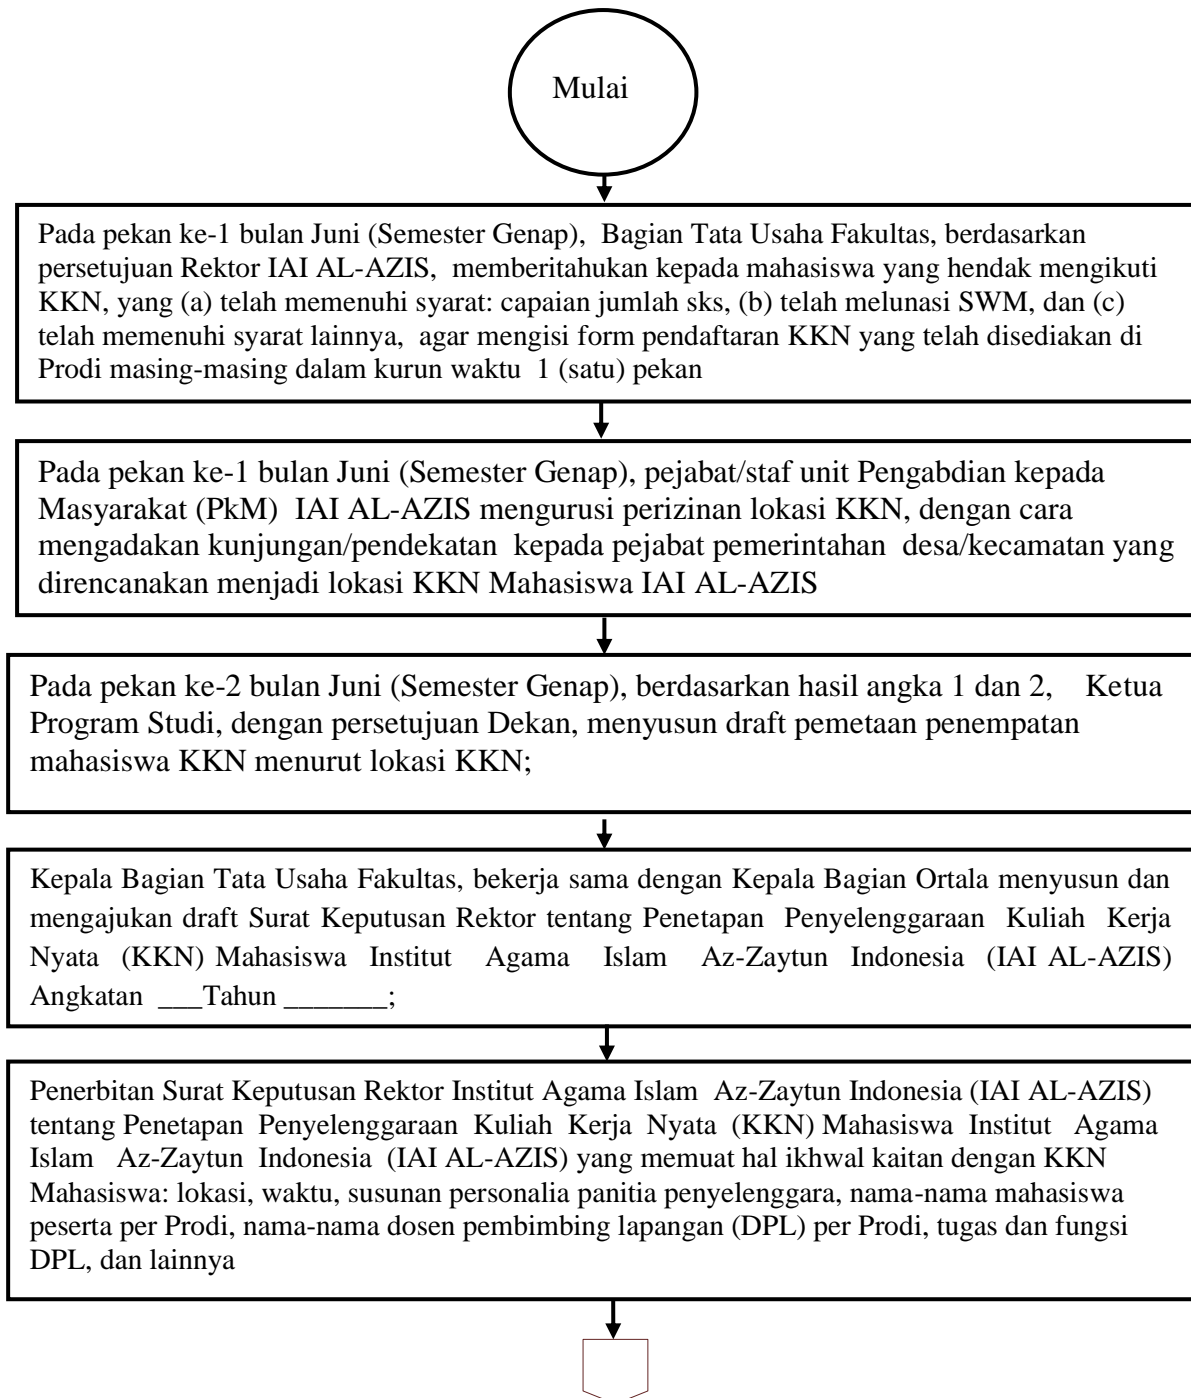 Mulai
Pada pekan ke-1 bulan Juni (Semester Genap), Bagian Tata Usaha Fakultas, berdasarkan
persetujuan Rektor IAI AL-AZIS, memberitahukan kepada mahasiswa yang hendak mengikuti
KKN, yang (a) telah memenuhi syarat: capaian jumlah sks, (b) telah melunasi SWM, dan (c)
telah memenuhi syarat lainnya, agar mengisi form pendaftaran KKN yang telah disediakan di
Prodi masing-masing dalam kurun waktu 1 (satu) pekan
Pada pekan ke-1 bulan Juni (Semester Genap), pejabat/staf unit Pengabdian kepada
Masyarakat (PkM) IAI AL-AZIS mengurusi perizinan lokasi KKN, dengan cara
mengadakan kunjungan/pendekatan kepada pejabat pemerintahan desa/kecamatan yang
direncanakan menjadi lokasi KKN Mahasiswa IAI AL-AZIS
Pada pekan ke-2 bulan Juni (Semester Genap), berdasarkan hasil angka 1 dan 2, Ketua
Program Studi, dengan persetujuan Dekan, menyusun draft pemetaan penempatan
mahasiswa KKN menurut lokasi KKN;
Kepala Bagian Tata Usaha Fakultas, bekerja sama dengan Kepala Bagian Ortala menyusun dan
mengajukan draft Surat Keputusan Rektor tentang Penetapan Penyelenggaraan Kuliah Kerja
Nyata (KKN) Mahasiswa Institut Agama Islam Az-Zaytun Indonesia (IAI AL-AZIS)
Angkatan ___Tahun _______;
Penerbitan Surat Keputusan Rektor Institut Agama Islam Az-Zaytun Indonesia (IAI AL-AZIS)
tentang Penetapan Penyelenggaraan Kuliah Kerja Nyata (KKN) Mahasiswa Institut Agama
Islam Az-Zaytun Indonesia (IAI AL-AZIS) yang memuat hal ikhwal kaitan dengan KKN
Mahasiswa: lokasi, waktu, susunan personalia panitia penyelenggara, nama-nama mahasiswa
peserta per Prodi, nama-nama dosen pembimbing lapangan (DPL) per Prodi, tugas dan fungsi
DPL, dan lainnya